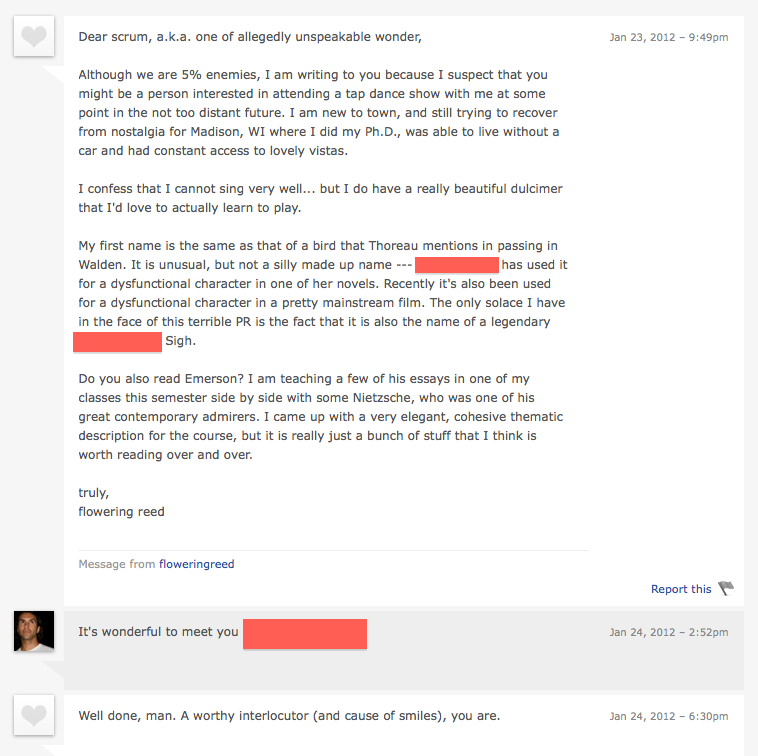 Dear scrum, a.k.a. one of allegedly unspeakable wonder,
Jan 23, 2012 – 9:49pm
Although we are 5% enemies, I am writing to you because I suspect that you
might be a person interested in attending a tap dance show with me at some
point in the not too distant future. I am new to town, and still trying to recover
from nostalgia for Madison, WI where I did my Ph.D., was able to live without a
car and had constant access to lovely vistas.
I confess that I cannot sing very well... but I do have a really beautiful dulcimer
that I'd love to actually learn to play.
My first name is the same as that of a bird that Thoreau mentions in passing in
Walden. It is unusual, but not a silly made up name --- has used it
for a dysfunctional character in one of her novels. Recently it's also been used
for a dysfunctional character in a pretty mainstream film. The only solace I have
in the face of this terrible PR is the fact that it is also the name of a legendary
Sigh.
Do you also read Emerson? I am teaching a few of his essays in one of my
classes this semester side by side with some Nietzsche, who was one of his
great contemporary admirers. I came up with a very elegant, cohesive thematic
description for the course, but it is really just a bunch of stuff that I think is
worth reading over and over.
truly,
flowering reed
Message from floweringreed
Report this
It's wonderful to meet you
Jan 24, 2012 – 2:52pm
Well done, man. A worthy interlocutor (and cause of smiles), you are.
Jan 24, 2012 – 6:30pm